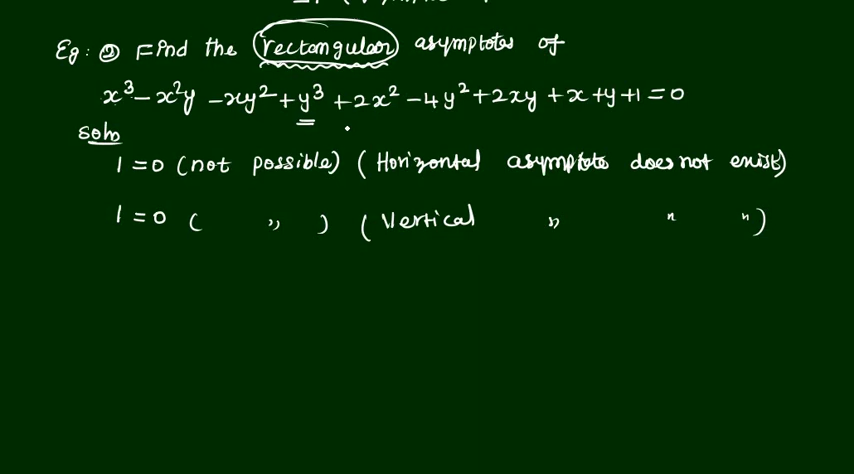 Eg: ② Find the rectangular asymptotes of
x³ - x²y - xy² + y³ + 2x² - 4y² + 2xy + x + y + 1 = 0
Soln
1 = 0 (not possible) (Horizontal asymptote does not exist)
1 = 0 ( ,, ) (Vertical ,, " ")